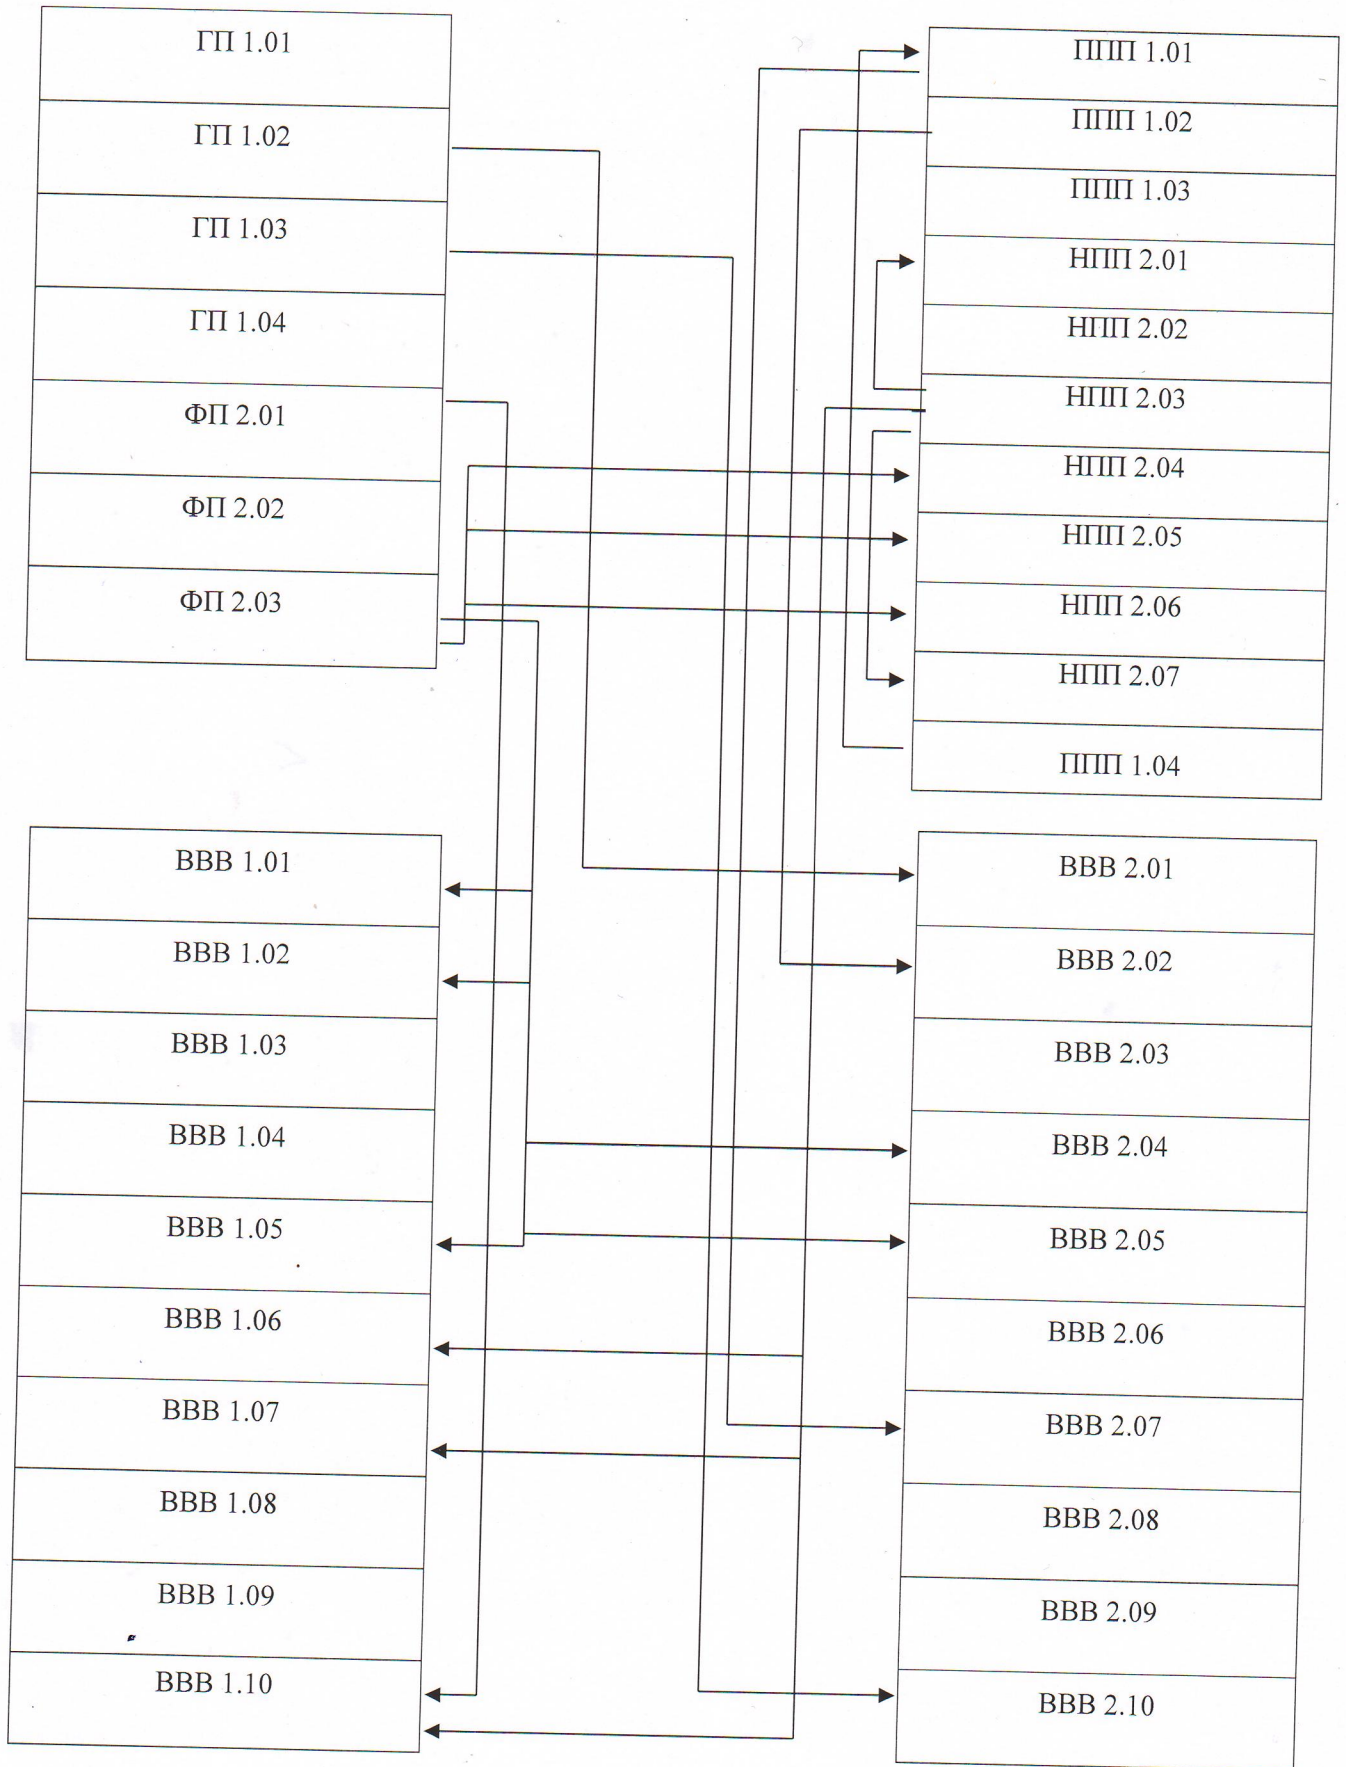 ГП 1.01
ГП 1.02
ГП 1.03
ГП 1.04
ФП 2.01
ФП 2.02
ФП 2.03
ППП 1.01
ППП 1.02
ППП 1.03
НПП 2.01
НПП 2.02
НПП 2.03
НПП 2.04
НПП 2.05
НПП 2.06
НПП 2.07
ППП 1.04
ВВВ 1.01
ВВВ 1.02
ВВВ 1.03
ВВВ 1.04
ВВВ 1.05
ВВВ 1.06
ВВВ 1.07
ВВВ 1.08
ВВВ 1.09
ВВВ 1.10
ВВВ 2.01
ВВВ 2.02
ВВВ 2.03
ВВВ 2.04
ВВВ 2.05
ВВВ 2.06
ВВВ 2.07
ВВВ 2.08
ВВВ 2.09
ВВВ 2.10